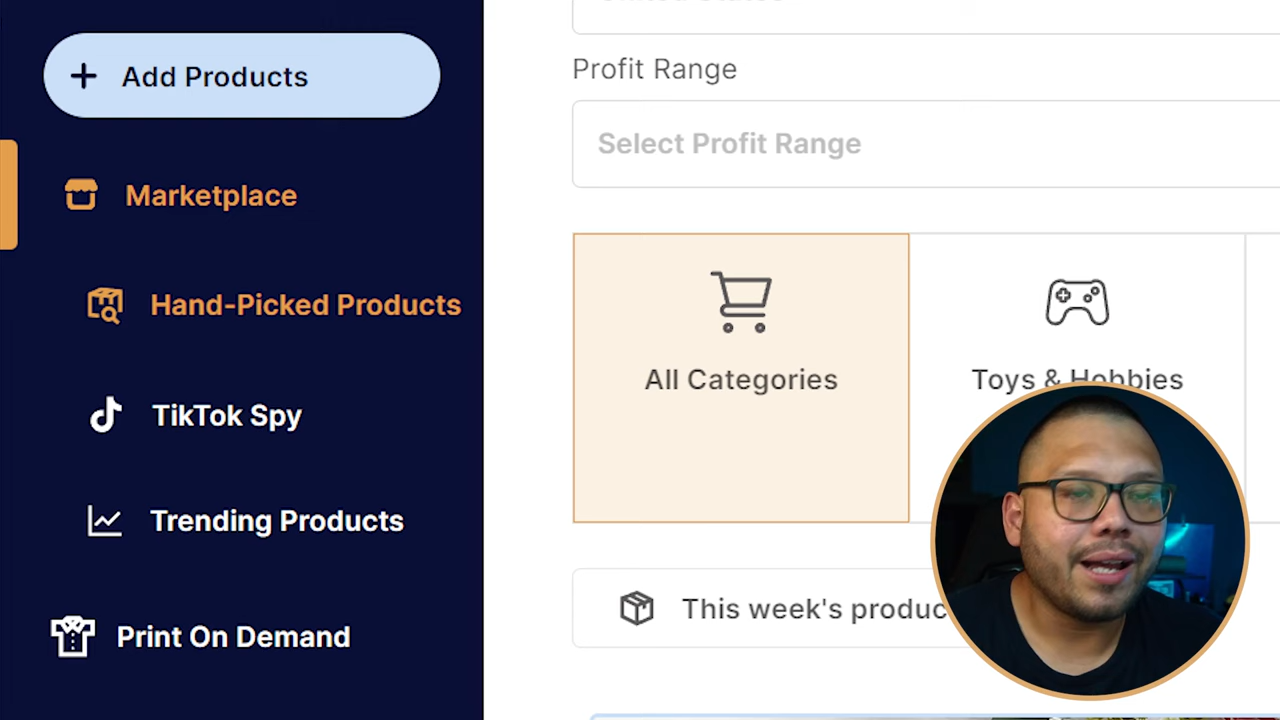 Add Products
Marketplace
Hand-Picked Products
TikTok Spy
Trending Products
Print On Demand
Profit Range
Select Profit Range
All Categories
Toys & Hobbies
This week's